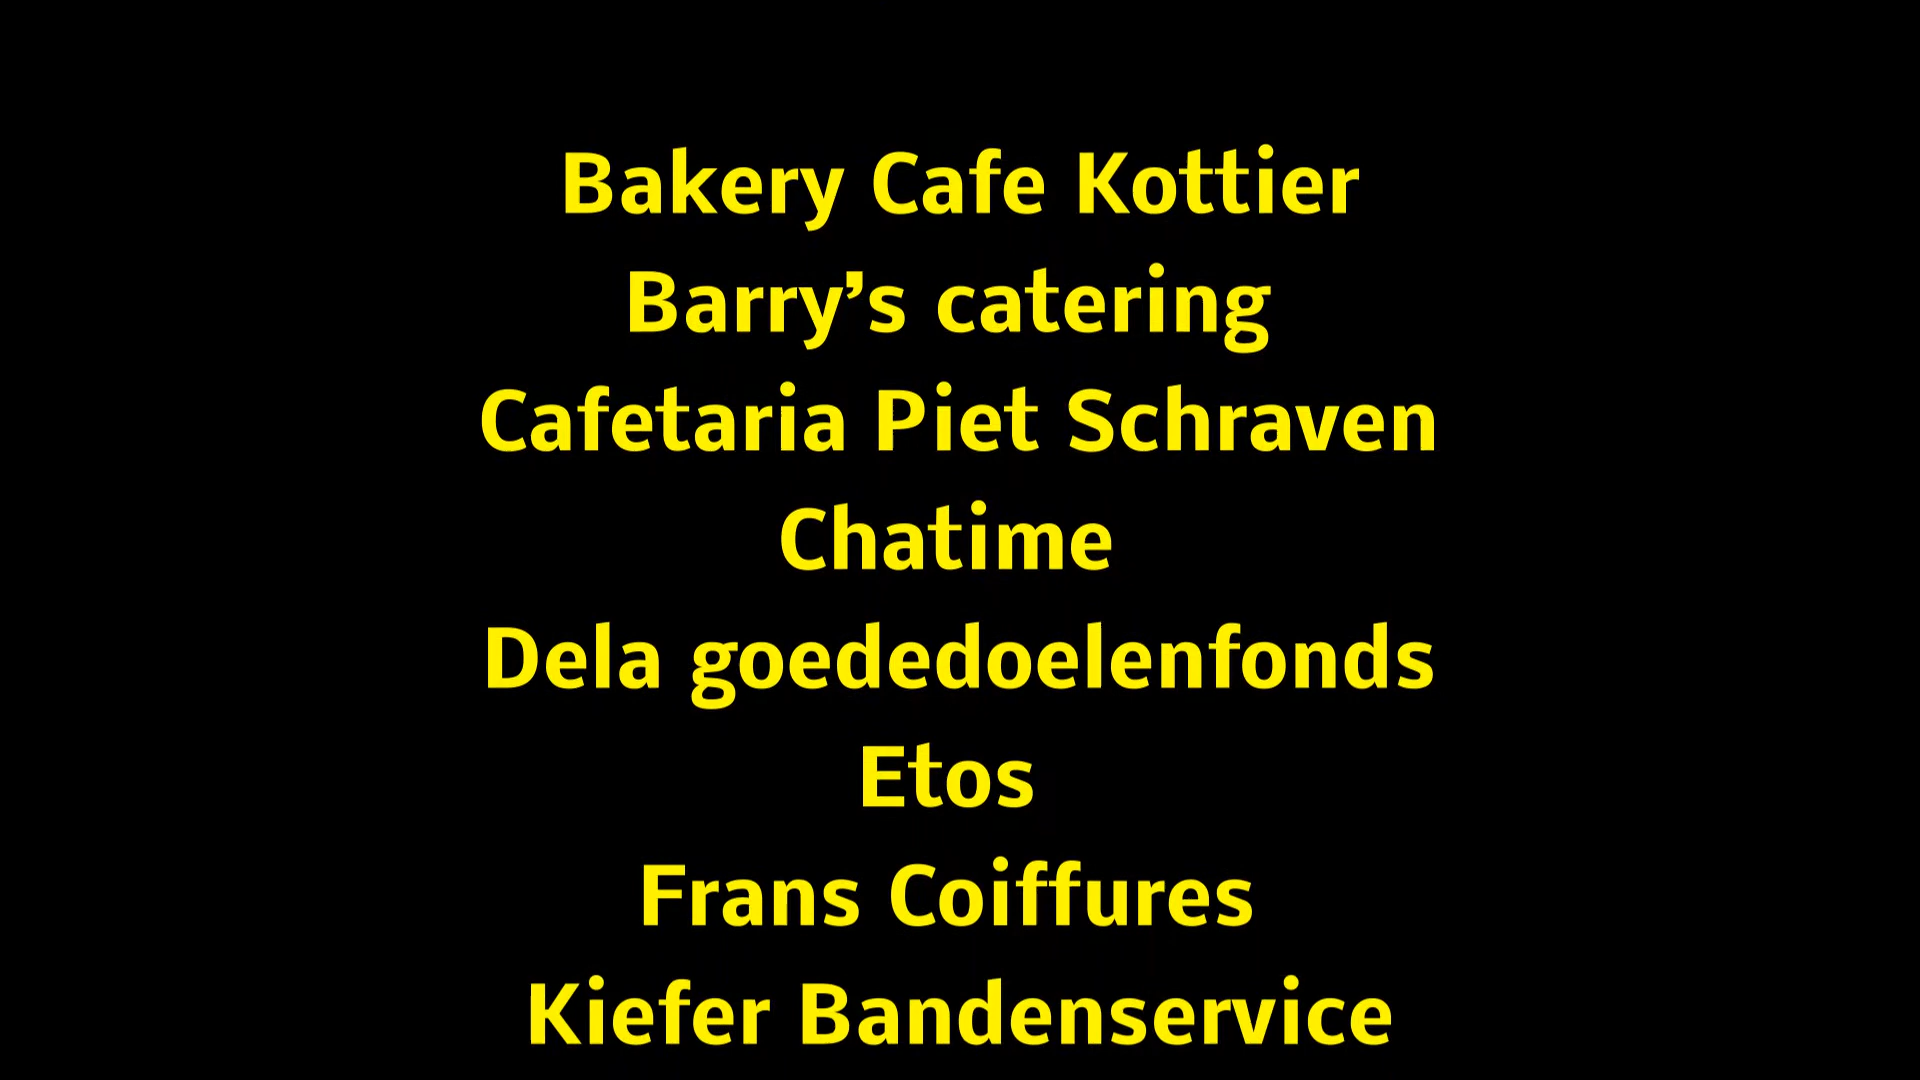 Bakery Cafe Kottier
Barry’s catering
Cafetaria Piet Schraven
Chatime
Dela goededoelenfonds
Etos
Frans Coiffures
Kiefer Bandenservice